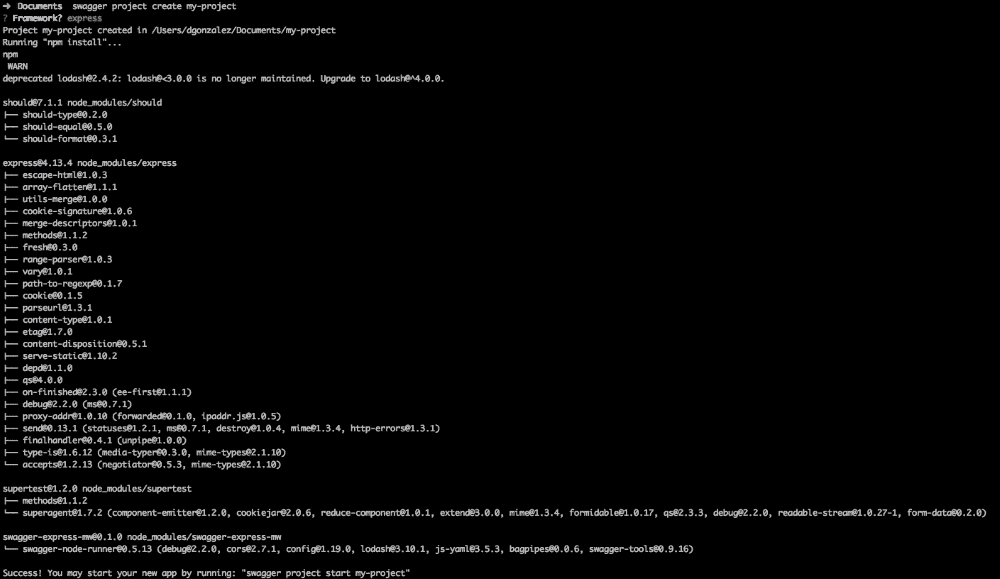 ➜ Documents swagger project create my-project
? Framework? express
Project my-project created in /Users/dgonzalez/Documents/my-project
Running "npm install"...
npm
WARN
deprecated lodash@2.4.2: lodash@<3.0.0 is no longer maintained. Upgrade to lodash@^4.0.0.
should@7.1.1 node_modules/should
├── should-type@0.2.0
├── should-equal@0.5.0
└── should-format@0.3.1
express@4.13.4 node_modules/express
├── escape-html@1.0.3
├── array-flatten@1.1.1
├── utils-merge@1.0.0
├── cookie-signature@1.0.6
├── merge-descriptors@1.0.1
├── methods@1.1.2
├── fresh@0.3.0
├── range-parser@1.0.3
├── vary@1.0.1
├── path-to-regexp@0.1.7
├── cookie@0.1.5
├── parseurl@1.3.1
├── content-type@1.0.1
├── etag@1.7.0
├── content-disposition@0.5.1
├── serve-static@1.10.2
├── depd@1.1.0
├── qs@4.0.0
├── on-finished@2.3.0 (ee-first@1.1.1)
├── debug@2.2.0 (ms@0.7.1)
├── proxy-addr@1.0.10 (forwarded@0.1.0, ipaddr.js@1.0.5)
├── send@0.13.1 (statuses@1.2.1, ms@0.7.1, destroy@1.0.4, mime@1.3.4, http-errors@1.3.1)
├── finalhandler@0.4.1 (unpipe@1.0.0)
├── type-is@1.6.12 (media-typer@0.3.0, mime-types@2.1.10)
└── accepts@1.2.13 (negotiator@0.5.3, mime-types@2.1.10)
supertest@1.2.0 node_modules/supertest
├── methods@1.1.2
└── superagent@1.7.2 (component-emitter@1.2.0, cookiejar@2.0.6, reduce-component@1.0.1, extend@3.0.0, mime@1.3.4, formidable@1.0.17, qs@2.3.3, debug@2.2.0, readable-stream@1.0.27-1, form-data@0.2.0)
swagger-express-mw@0.1.0 node_modules/swagger-express-mw
└── swagger-node-runner@0.5.13 (debug@2.2.0, cors@2.7.1, config@1.19.0, lodash@3.10.1, js-yaml@3.5.3, bagpipes@0.0.6, swagger-tools@0.9.16)
Success! You may start your new app by running: "swagger project start my-project"